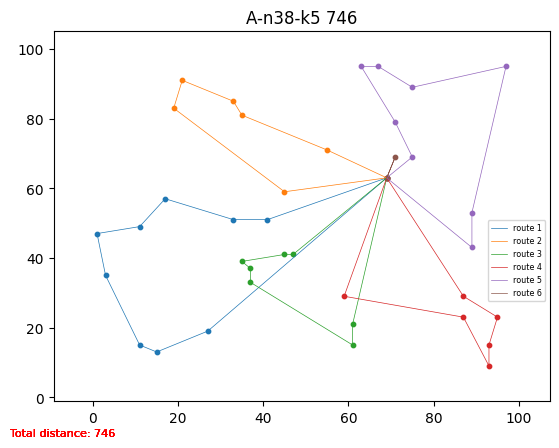 A-n38-k5 746
100
80
60
40
20
0
route 1
route 2
route 3
route 4
route 5
route 6
0 20 40 60 80 100
Total distance: 746